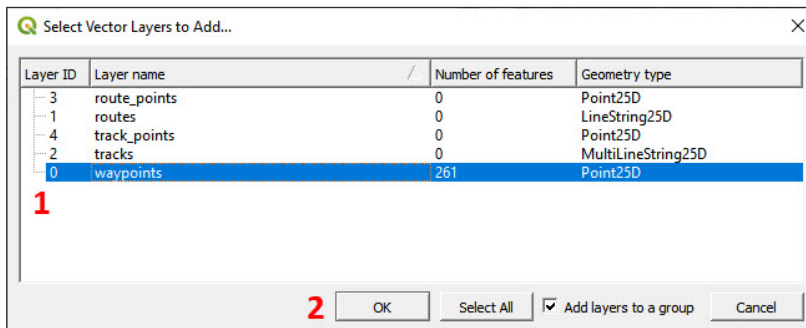 Select Vector Layers to Add...
Layer ID Layer name Number of features Geometry type
3 route_points 0 Point25D
1 routes 0 LineString25D
4 track_points 0 Point25D
2 tracks 0 MultiLineString25D
0 waypoints 261 Point25D
1
2 OK Select All Add layers to a group Cancel